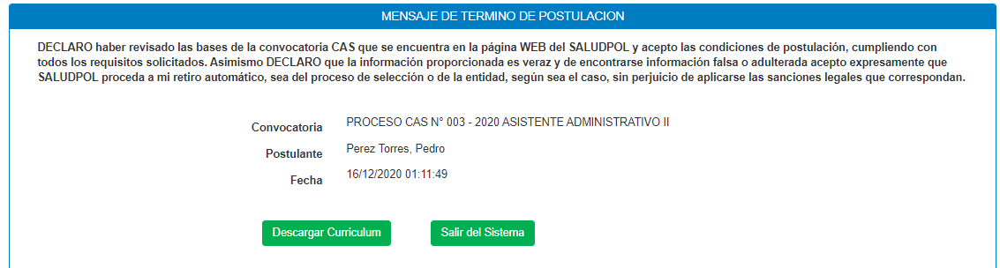 MENSAJE DE TERMINO DE POSTULACION
DECLARO haber revisado las bases de la convocatoria CAS que se encuentra en la página WEB del SALUDPOL y acepto las condiciones de postulación, cumpliendo con
todos los requisitos solicitados. Asimismo DECLARO que la información proporcionada es veraz y de encontrarse información falsa o adulterada acepto expresamente que
SALUDPOL proceda a mi retiro automático, sea del proceso de selección o de la entidad, según sea el caso, sin perjuicio de aplicarse las sanciones legales que correspondan.
Convocatoria PROCESO CAS N° 003 - 2020 ASISTENTE ADMINISTRATIVO II
Postulante Perez Torres, Pedro
Fecha 16/12/2020 01:11:49
Descargar Curriculum Salir del Sistema